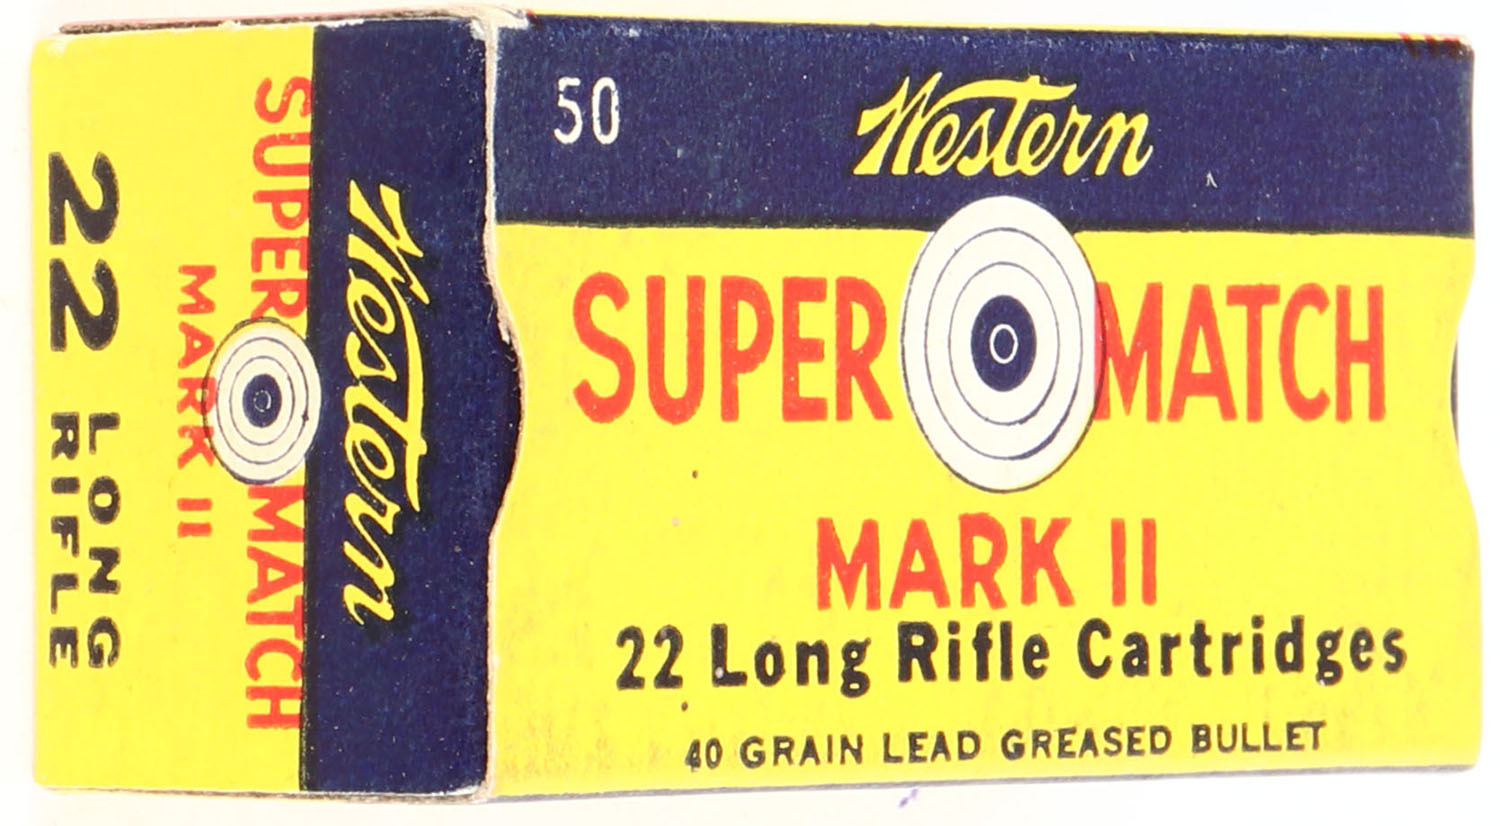 50
Western
SUPER MATCH
MARK II
22 Long Rifle Cartridges
40 GRAIN LEAD GREASED BULLET
Western
SUPER MATCH
MARK II
22 LONG
RIFLE